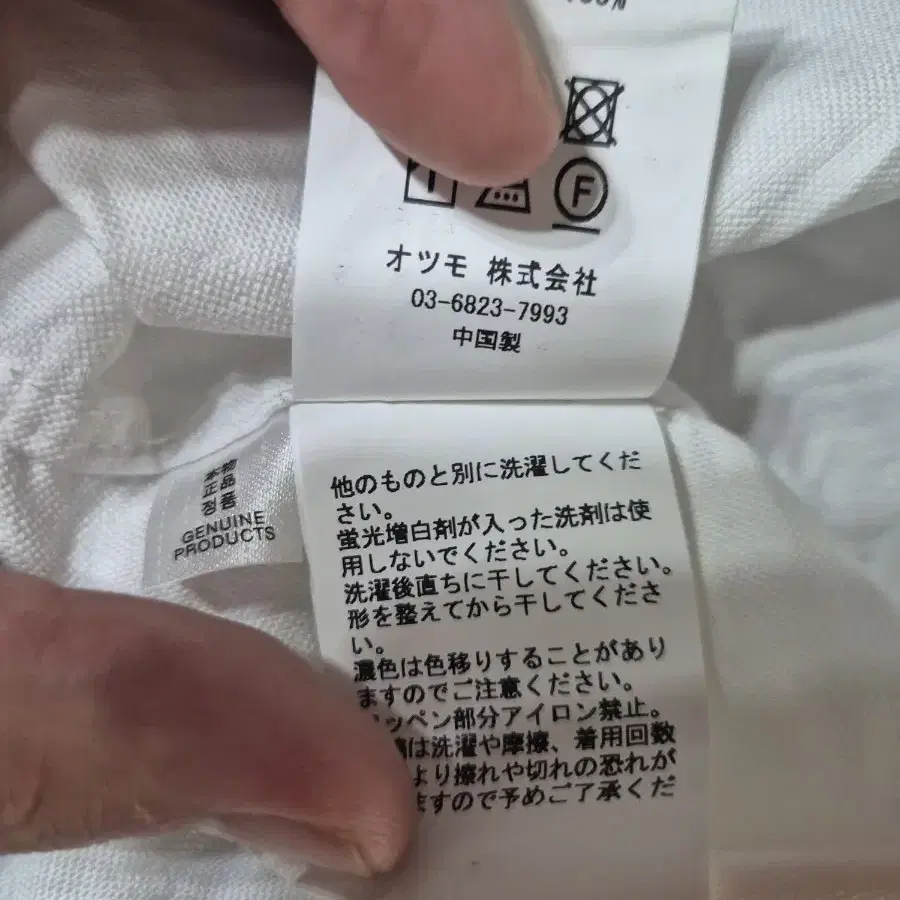 F
オツモ 株式会社
03-6823-7993
中国製
本物
正品
정품
GENUINE
PRODUCTS
他のものと別に洗濯してくだ
さい。
蛍光増白剤が入った洗剤は使
用しないでください。
洗濯後直ちに干してください。
形を整えてから干してくださ
い。
濃色は色移りすることがあり
ますのでご注意ください。
ッペン部分アイロン禁止。
は洗濯や摩擦、着用回数
より擦れや切れの恐れが
ますので予めご了承くだ